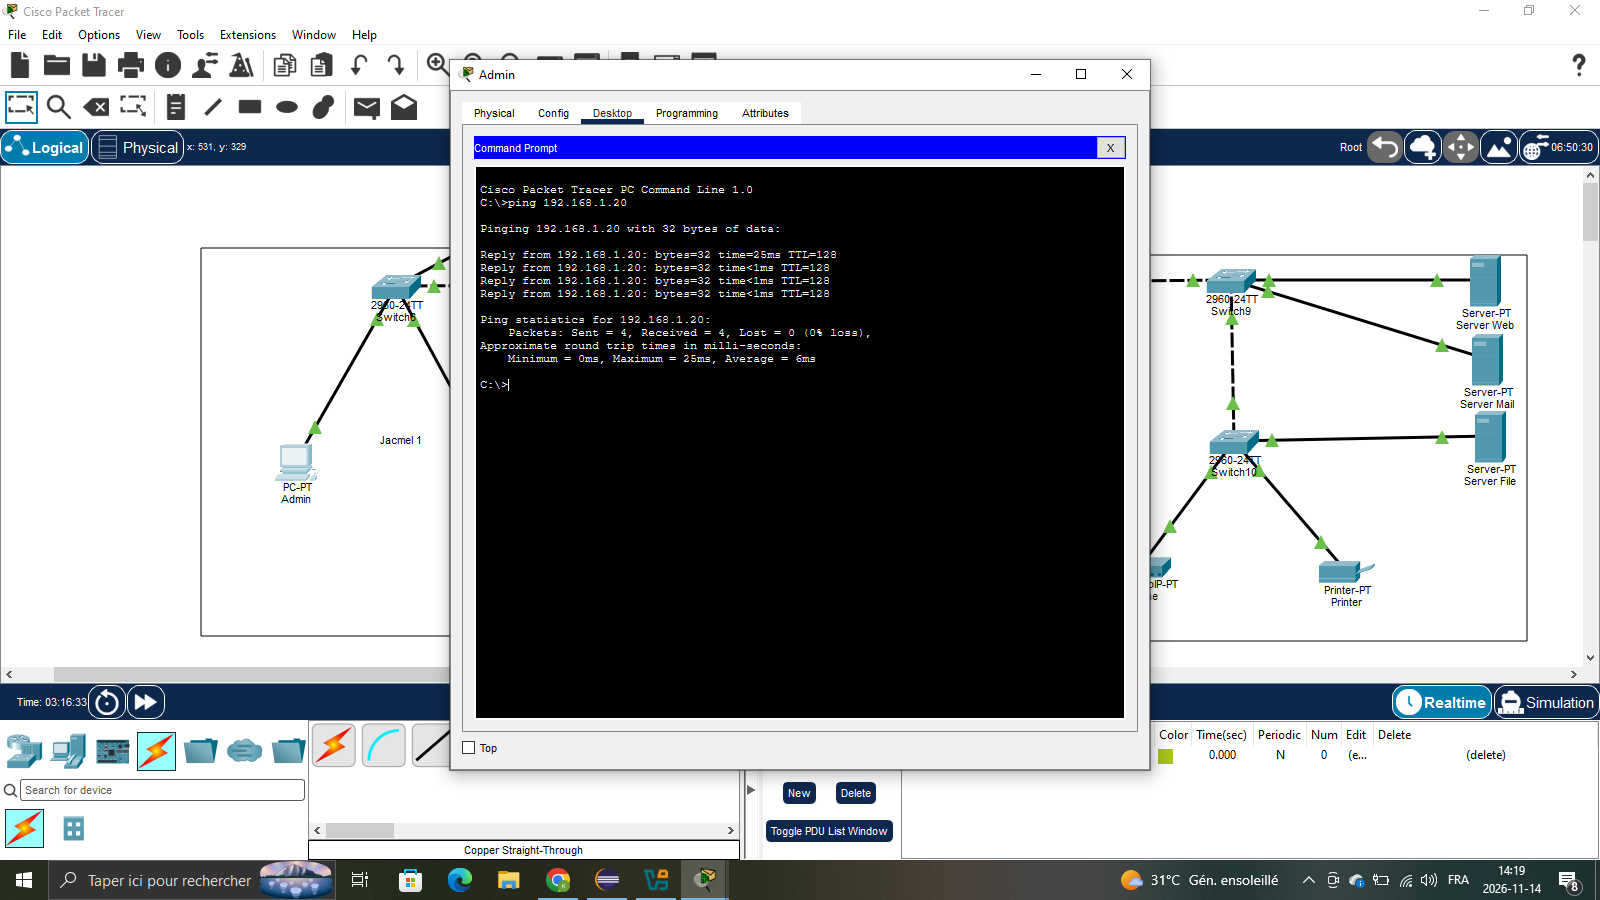 Cisco Packet Tracer
File Edit Options View Tools Extensions Window Help
?
Admin
Physical Config Desktop Programming Attributes
Logical Physical x: 531, y: 329
Root 06:50:30
Command Prompt X
Cisco Packet Tracer PC Command Line 1.0
C:\>ping 192.168.1.20
Pinging 192.168.1.20 with 32 bytes of data:
Reply from 192.168.1.20: bytes=32 time=25ms TTL=128
Reply from 192.168.1.20: bytes=32 time<1ms TTL=128
Reply from 192.168.1.20: bytes=32 time<1ms TTL=128
Reply from 192.168.1.20: bytes=32 time<1ms TTL=128
Ping statistics for 192.168.1.20:
Packets: Sent = 4, Received = 4, Lost = 0 (0% loss),
Approximate round trip times in milli-seconds:
Minimum = 0ms, Maximum = 25ms, Average = 6ms
C:\>
Top
2960-24TT
Switch6
PC-PT
Admin
Jacmel 1
2960-24TT
Switch9
Server-PT
Server Web
Server-PT
Server Mail
2960-24TT
Switch10
Server-PT
Server File
Printer-PT
Printer
Time: 03:16:33
Realtime Simulation
Color Time(sec) Periodic Num Edit Delete
0.000 N 0 (e... (delete)
Search for device
New Delete
Toggle PDU List Window
Copper Straight-Through
Taper ici pour rechercher
31°C Gén. ensoleillé
FRA
14:19
2026-11-14
8